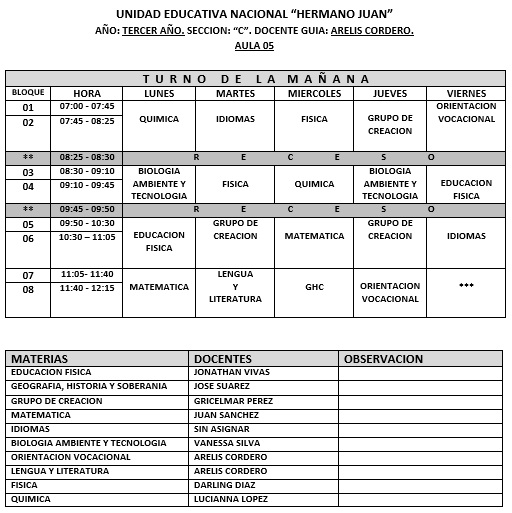 UNIDAD EDUCATIVA NACIONAL “HERMANO JUAN”
AÑO: TERCER AÑO. SECCION: “C”. DOCENTE GUIA: ARELIS CORDERO.
AULA 05
TURNO DE LA MAÑANA
BLOQUE HORA LUNES MARTES MIERCOLES JUEVES VIERNES
01 07:00 - 07:45 ORIENTACION
02 07:45 - 08:25 QUIMICA IDIOMAS FISICA GRUPO DE VOCACIONAL
CREACION
** 08:25 - 08:30 R E C E S O
03 08:30 - 09:10 BIOLOGIA BIOLOGIA
04 09:10 - 09:45 AMBIENTE Y FISICA QUIMICA AMBIENTE Y EDUCACION
TECNOLOGIA TECNOLOGIA FISICA
** 09:45 - 09:50 R E C E S O
05 09:50 - 10:30 GRUPO DE GRUPO DE
06 10:30 – 11:05 EDUCACION CREACION MATEMATICA CREACION IDIOMAS
FISICA
07 11:05- 11:40 LENGUA
08 11:40 - 12:15 MATEMATICA Y GHC ORIENTACION ***
LITERATURA VOCACIONAL
MATERIAS DOCENTES OBSERVACION
EDUCACION FISICA JONATHAN VIVAS
GEOGRAFIA, HISTORIA Y SOBERANIA JOSE SUAREZ
GRUPO DE CREACION GRICELMAR PEREZ
MATEMATICA JUAN SANCHEZ
IDIOMAS SIN ASIGNAR
BIOLOGIA AMBIENTE Y TECNOLOGIA VANESSA SILVA
ORIENTACION VOCACIONAL ARELIS CORDERO
LENGUA Y LITERATURA ARELIS CORDERO
FISICA DARLING DIAZ
QUIMICA LUCIANNA LOPEZ